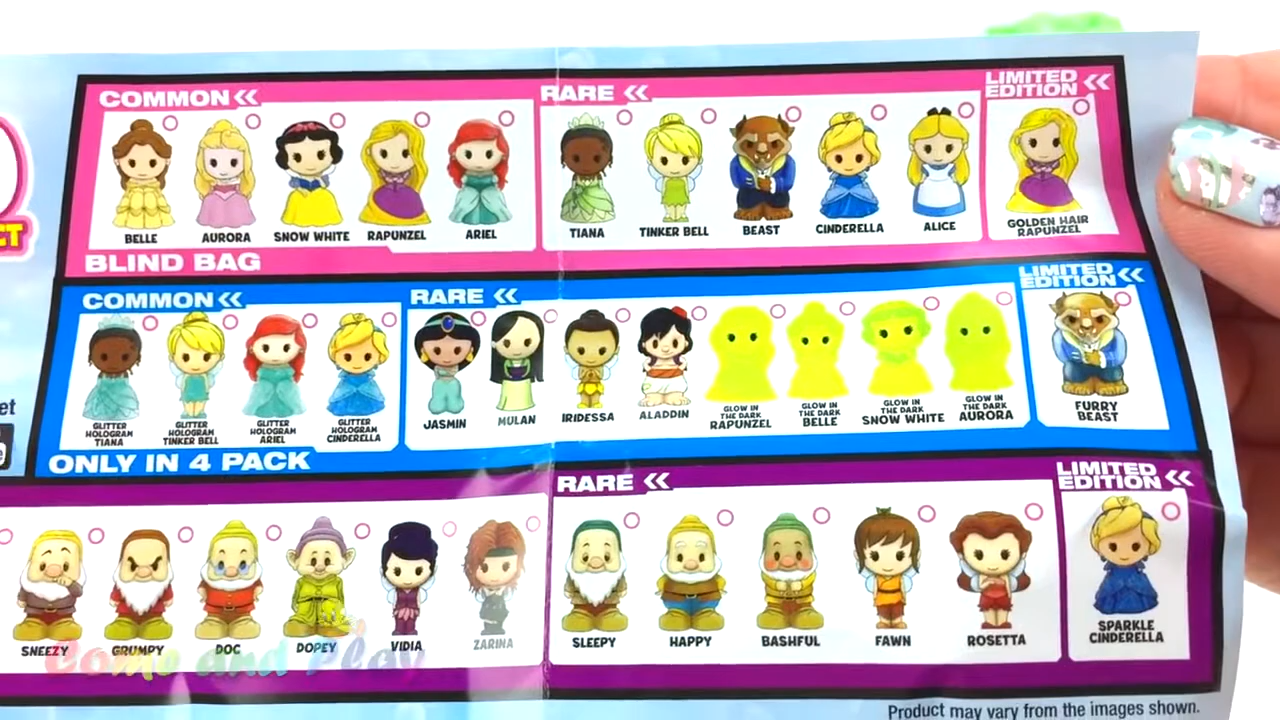 COMMON
RARE
LIMITED
EDITION
BELLE
AURORA
SNOW WHITE
RAPUNZEL
ARIEL
TIANA
TINKER BELL
BEAST
CINDERELLA
ALICE
GOLDEN HAIR
RAPUNZEL
BLIND BAG
COMMON
RARE
LIMITED
EDITION
GLITTER
HOLOGRAM
TIANA
GLITTER
HOLOGRAM
TINKER BELL
GLITTER
HOLOGRAM
ARIEL
GLITTER
HOLOGRAM
CINDERELLA
JASMIN
MULAN
IRIDESSA
ALADDIN
GLOW IN
THE DARK
RAPUNZEL
GLOW IN
THE DARK
BELLE
GLOW IN
THE DARK
SNOW WHITE
GLOW IN
THE DARK
AURORA
FURRY
BEAST
ONLY IN 4 PACK
RARE
LIMITED
EDITION
SNEEZY
GRUMPY
DOC
DOPEY
VIDIA
ZARINA
SLEEPY
HAPPY
BASHFUL
FAWN
ROSETTA
SPARKLE
CINDERELLA
Come and Play
Product may vary from the images shown.